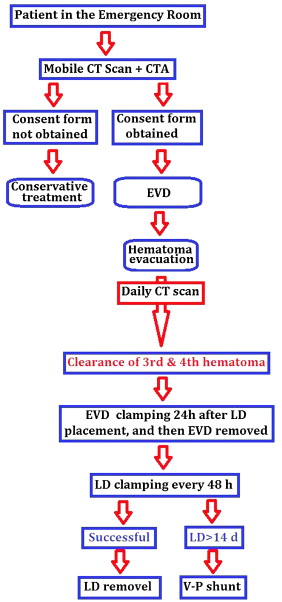 Patient in the Emergency Room
Mobile CT Scan + CTA
Consent form
not obtained
Consent form
obtained
Conservative
treatment
EVD
Hematoma
evacuation
Daily CT scan
Clearance of 3rd & 4th hematoma
EVD clamping 24h after LD
placement, and then EVD removed
LD clamping every 48 h
Successful
LD>14 d
LD removel
V-P shunt